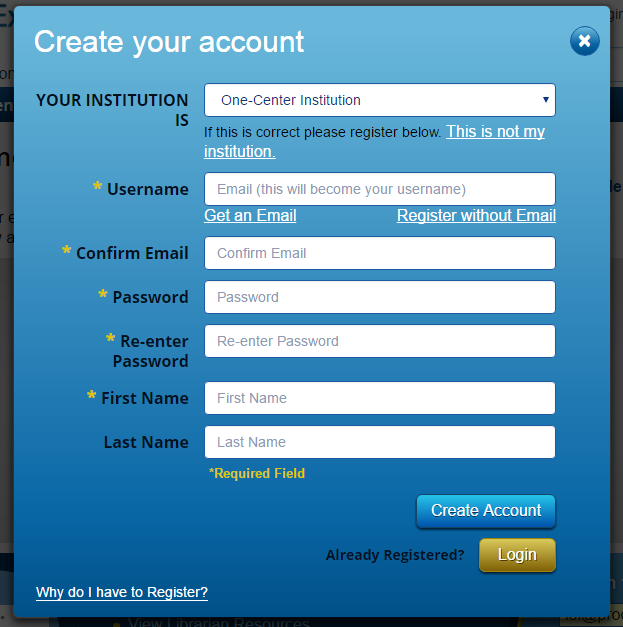 Create your account
YOUR INSTITUTION
IS
One-Center Institution
If this is correct please register below. This is not my
institution.
* Username
Email (this will become your username)
Get an Email
Register without Email
* Confirm Email
Confirm Email
* Password
Password
* Re-enter
Password
Re-enter Password
* First Name
First Name
Last Name
Last Name
*Required Field
Create Account
Already Registered?
Login
Why do I have to Register?
View Librarian Resources